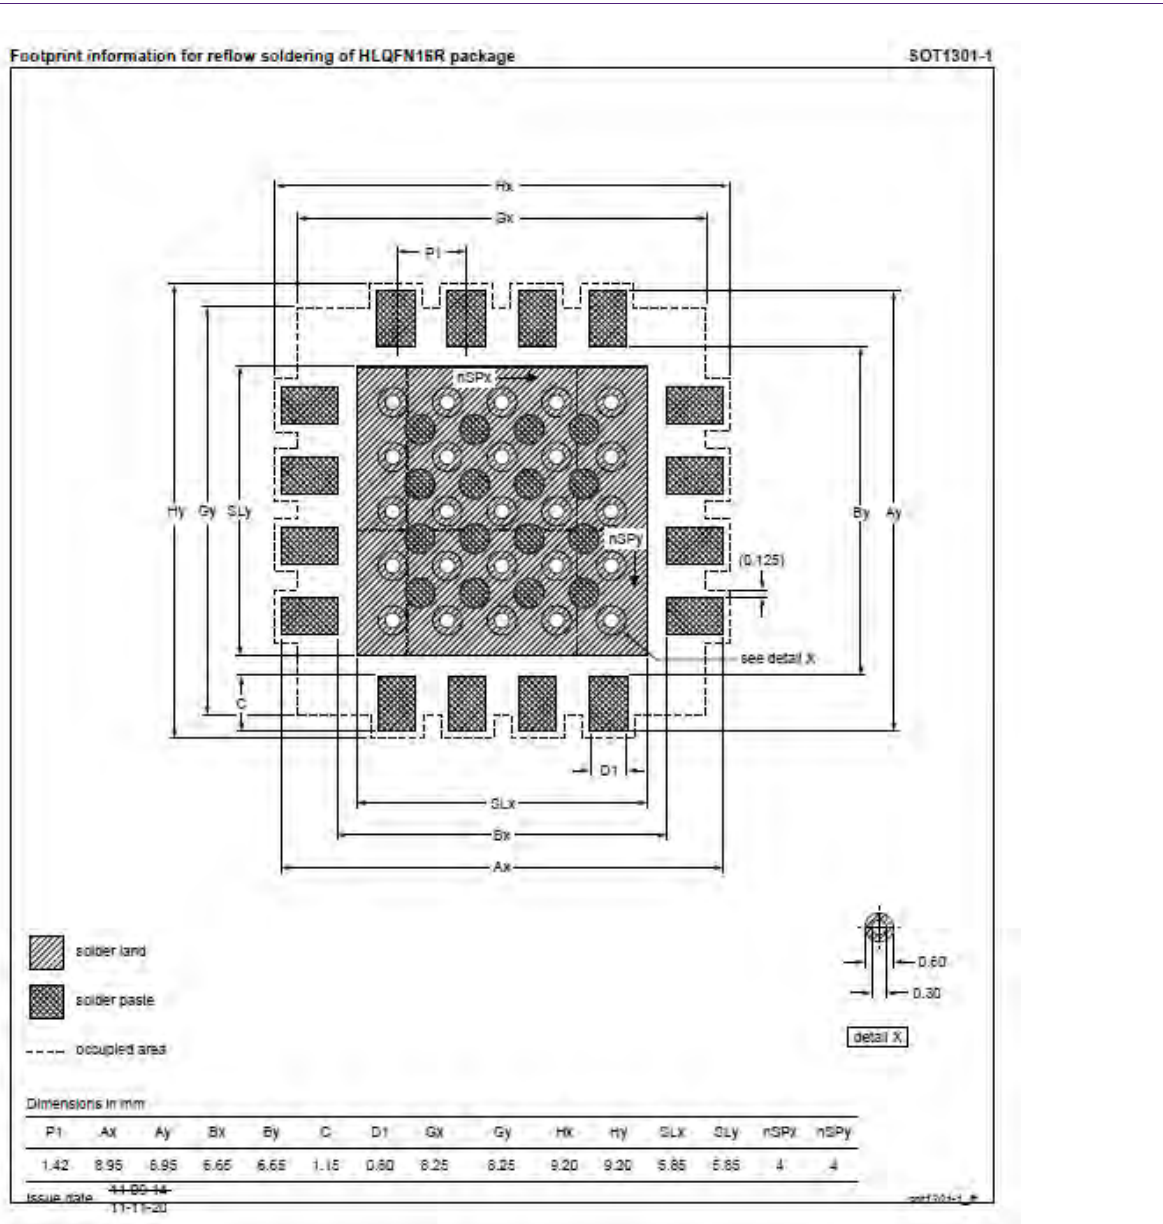 Footprint information for reflow soldering of HLQFN16R package SOT1301-1
Hx
Gx
P1
nSPx
Hy Gy SLy By Ay
nSPy
(0.125)
see detail X
C
D1
SLx
Bx
Ax
solder land
0.60
solder paste
0.30
detail X
occupied area
Dimensions in mm
P1 Ax Ay Bx By C D1 Gx Gy Hx Hy SLx SLy nSPx nSPy
1.42 8.95 8.95 6.65 6.65 1.15 0.80 8.25 8.25 9.20 9.20 5.85 5.85 4 4
Issue date
11-11-20